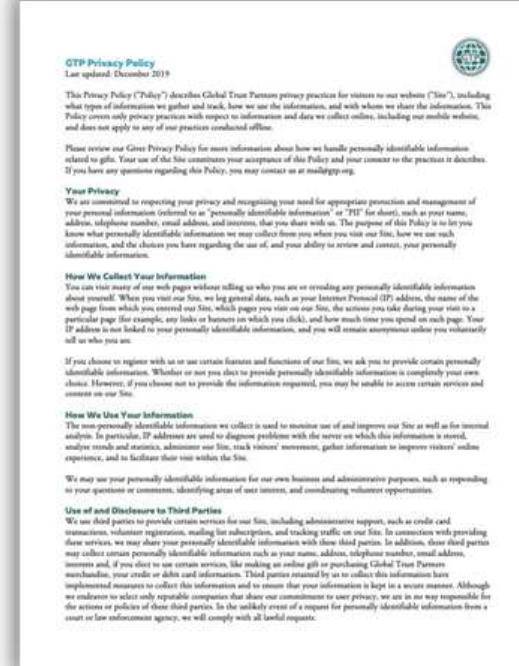 GTP Privacy Policy
Last updated: December 2019
This Privacy Policy ("Policy") describes Global Trust Partners privacy practices for visitors to our website ("Site"), including
what types of information we gather and track, how we use the information, and with whom we share the information. This
Policy covers only privacy practices with respect to information and data we collect online, including our mobile website,
and does not apply to any of our practices conducted offline.
Please review our Giver Privacy Policy for more information about how we handle personally identifiable information
related to gifts. Your use of the Site constitutes your acceptance of this Policy and your consent to the practices it describes.
If you have any questions regarding this Policy, you may contact us at mail@gtp.org.
Your Privacy
We are committed to respecting your privacy and recognizing your need for appropriate protection and management of
your personal information (referred to as "personally identifiable information" or "PII" for short), such as your name,
address, telephone number, email address, and interests, that you share with us. The purpose of this Policy is to let you
know what personally identifiable information we may collect from you when you visit our Site, how we use such
information, and the choices you have regarding the use of, and your ability to review and correct, your personally
identifiable information.
How We Collect Your Information
You can visit many of our web pages without telling us who you are or revealing any personally identifiable information
about yourself. When you visit our Site, we log general data, such as your Internet Protocol (IP) address, the name of the
web page from which you entered our Site, which pages you visit on our Site, the actions you take during your visit to a
particular page (for example, any links or banners on which you click), and how much time you spend on each page. Your
IP address is not linked to your personally identifiable information, and you will remain anonymous unless you voluntarily
tell us who you are.
If you choose to register with us or use certain features and functions of our Site, we ask you to provide certain personally
identifiable information. Whether or not you elect to provide personally identifiable information is completely your own
choice. However, if you choose not to provide the information requested, you may be unable to access certain services and
content on our Site.
How We Use Your Information
The non-personally identifiable information we collect is used to monitor use of and improve our Site as well as for internal
analysis. In particular, IP addresses are used to diagnose problems with the server on which this information is stored,
analyze trends and statistics, administer our Site, track visitors' movement, gather information to improve visitors' online
experience, and to facilitate their visit within the Site.
We may use your personally identifiable information for our own business and administrative purposes, such as responding
to your questions or comments, identifying areas of user interest, and coordinating volunteer opportunities.
Use of and Disclosure to Third Parties
We use third parties to provide certain services for our Site, including administrative support, such as credit card
transactions, volunteer registration, mailing list subscription, and tracking traffic on our Site. In connection with providing
these services, we may share your personally identifiable information with these third parties. In addition, these third parties
may collect certain personally identifiable information such as your name, address, telephone number, email address,
interests and, if you elect to use certain services, like making an online gift or purchasing Global Trust Partners
merchandise, your credit or debit card information. Third parties retained by us to collect this information have
implemented measures to collect this information and to ensure that your information is kept in a secure manner. Although
we endeavor to select only reputable companies that share our commitment to user privacy, we are in no way responsible for
the actions or policies of these third parties. In the unlikely event of a request for personally identifiable information from a
court or law enforcement agency, we will comply with all lawful requests.